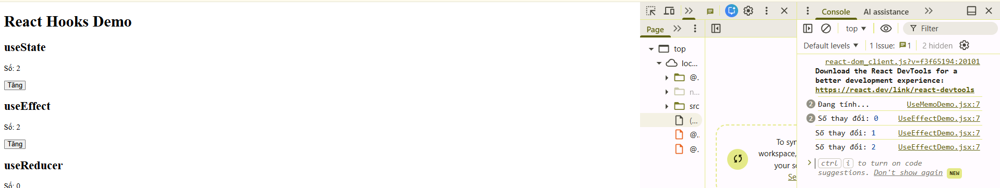 React Hooks Demo
useState
Số: 2
Tăng
useEffect
Số: 2
Tăng
useReducer
Số: 0
Page
top
loc...
@.
n...
src
(...
@.
@.
To syn
workspace,
your so
Se
Console
AI assistance
top
Filter
Default levels
1 Issue: 1
2 hidden
react-dom_client.js?v=f3f65194:20101
Download the React DevTools for a
better development experience:
https://react.dev/link/react-devtools
2 Đang tính... UseMemoDemo.jsx:7
2 Số thay đổi: 0 UseEffectDemo.jsx:7
Số thay đổi: 1 UseEffectDemo.jsx:7
Số thay đổi: 2 UseEffectDemo.jsx:7
ctrl i to turn on code
suggestions. Don't show again NEW